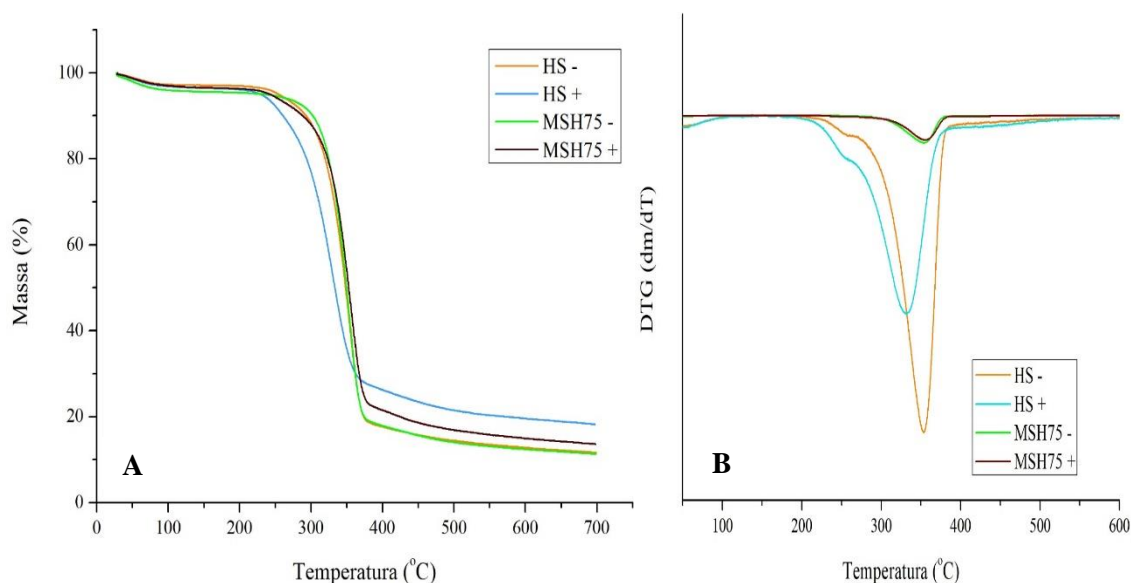 HS -
HS +
MSH75 -
MSH75 +
100
80
60
40
20
0
Massa (%)
A
0 100 200 300 400 500 600 700
Temperatura (°C)
DTG (dm/dT)
HS -
HS +
MSH75 -
MSH75 +
B
100 200 300 400 500 600
Temperatura (°C)